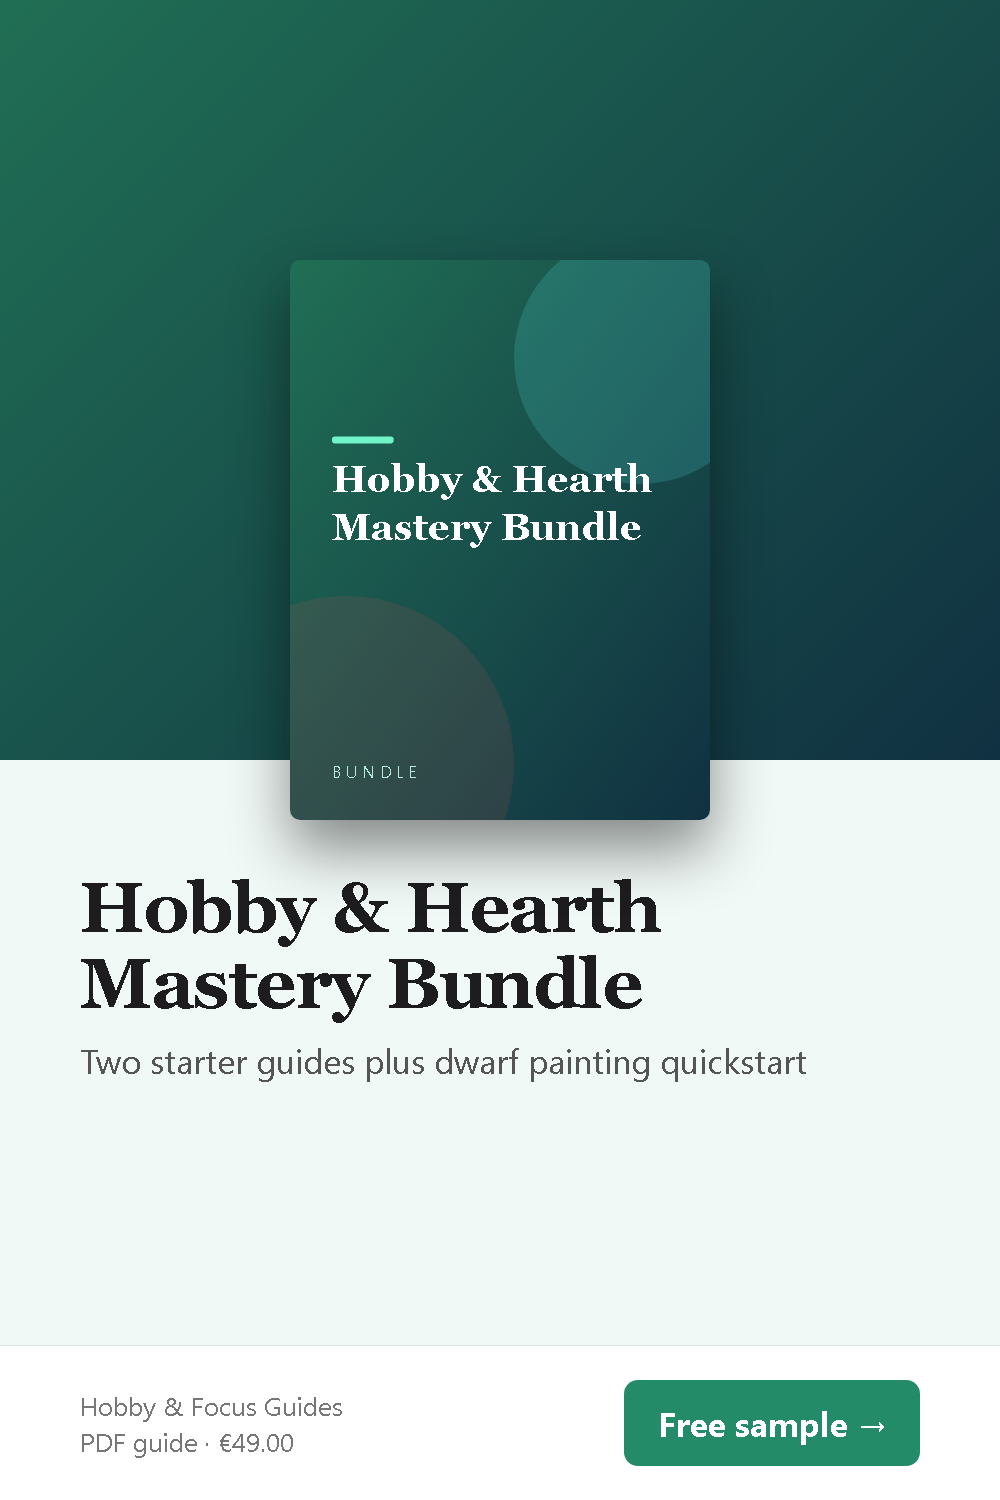 Hobby & Hearth
Mastery Bundle
BUNDLE
Hobby & Hearth
Mastery Bundle
Two starter guides plus dwarf painting quickstart
Hobby & Focus Guides
PDF guide · €49.00
Free sample →